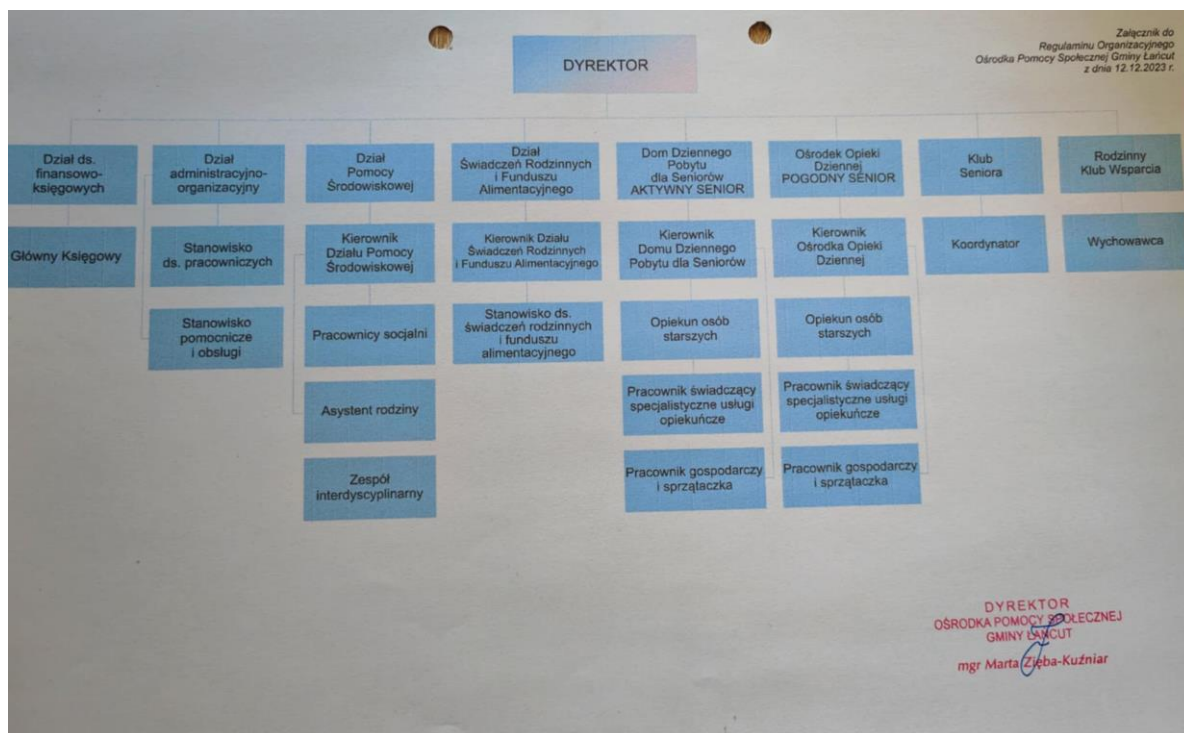 Załącznik do
Regulaminu Organizacyjnego
Ośrodka Pomocy Społecznej Gminy Łańcut
z dnia 12.12.2023 r.
DYREKTOR
Dział ds.
finansowo-
księgowych
Dział
administracyjno-
organizacyjny
Dział
Pomocy
Środowiskowej
Dział
Świadczeń Rodzinnych
i Funduszu
Alimentacyjnego
Dom Dziennego
Pobytu
dla Seniorów
AKTYWNY SENIOR
Ośrodek Opieki
Dziennej
POGODNY SENIOR
Klub
Seniora
Rodzinny
Klub Wsparcia
Główny Księgowy
Stanowisko
ds. pracowniczych
Kierownik
Działu Pomocy
Środowiskowej
Kierownik Działu
Świadczeń Rodzinnych
i Funduszu Alimentacyjnego
Kierownik
Domu Dziennego
Pobytu dla Seniorów
Kierownik
Ośrodka Opieki
Dziennej
Koordynator
Wychowawca
Stanowisko
pomocnicze
i obsługi
Pracownicy socjalni
Stanowisko ds.
świadczeń rodzinnych
i funduszu
alimentacyjnego
Opiekun osób
starszych
Opiekun osób
starszych
Asystent rodziny
Pracownik świadczący
specjalistyczne usługi
opiekuńcze
Pracownik świadczący
specjalistyczne usługi
opiekuńcze
Zespół
interdyscyplinarny
Pracownik gospodarczy
i sprzątaczka
Pracownik gospodarczy
i sprzątaczka
DYREKTOR
OŚRODKA POMOCY SPOŁECZNEJ
GMINY ŁAŃCUT
mgr Marta Zięba-Kuźniar